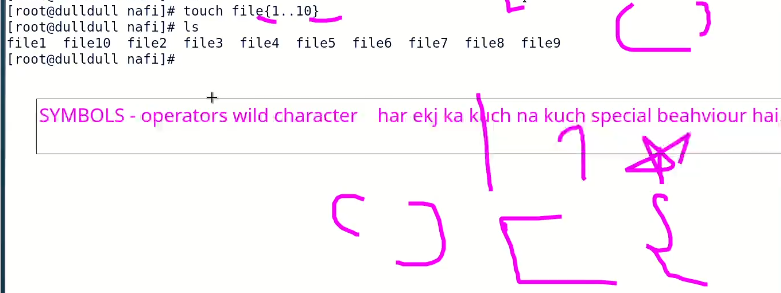 [root@dulldull nafi]# touch file{1..10}
[root@dulldull nafi]# ls
file1 file10 file2 file3 file4 file5 file6 file7 file8 file9
[root@dulldull nafi]#
SYMBOLS - operators wild character har ekj ka kuch na kuch special beahviour hai